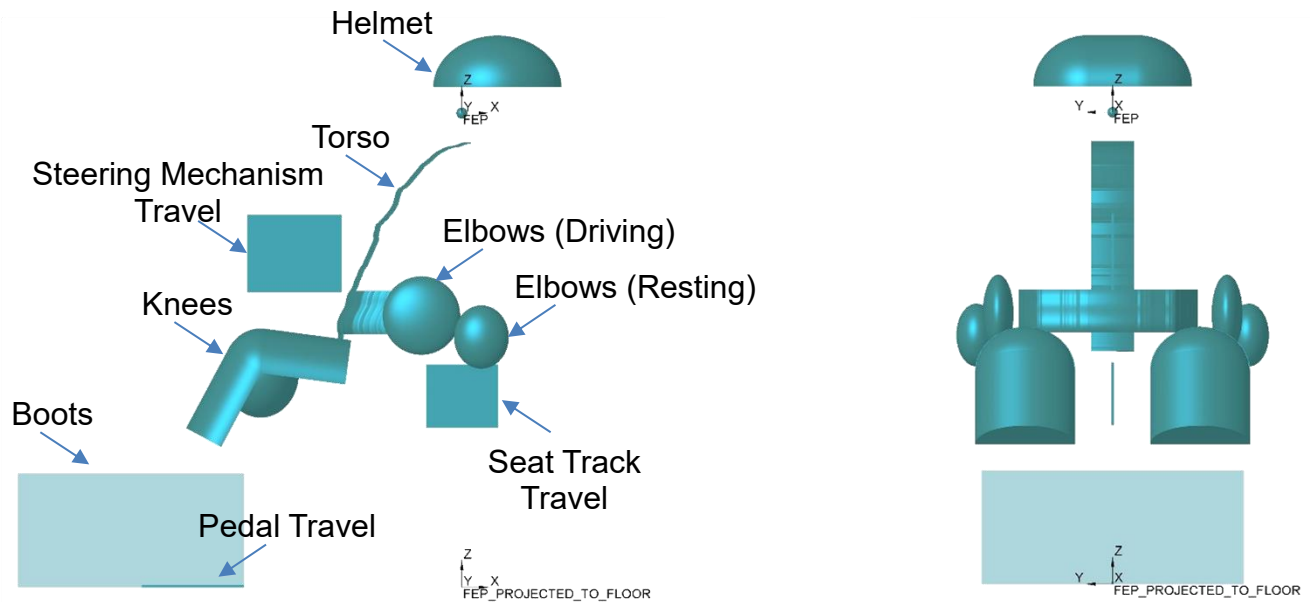 Helmet
Z
Y X
FEP
Torso
Steering Mechanism
Travel
Elbows (Driving)
Elbows (Resting)
Knees
Boots
Seat Track
Travel
Pedal Travel
Z
Y X
FEP_PROJECTED_TO_FLOOR
Z
Y X
FEP
Z
Y X
FEP_PROJECTED_TO_FLOOR